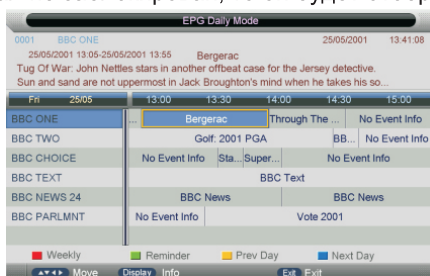 EPG Daily Mode
0001 BBC ONE 25/05/2001 13:41:08
25/05/2001 13:05-25/05/2001 13:55 Bergerac
Tug Of War: John Nettles stars in another offbeat case for the Jersey detective.
Sun and sand are not uppermost in Jack Broughton's mind when he takes his so...
Fri 25/05 13:00 13:30 14:00 14:30 15:00
BBC ONE ... Bergerac Through The ... No Event Info
BBC TWO Golf: 2001 PGA BB... No Event Info
BBC CHOICE No Event Info Sta... Super... No Event Info
BBC TEXT BBC Text
BBC NEWS 24 BBC News BBC News
BBC PARLMNT No Event Info Vote 2001
Weekly Reminder Prev Day Next Day
Move Display Info Exit Exit